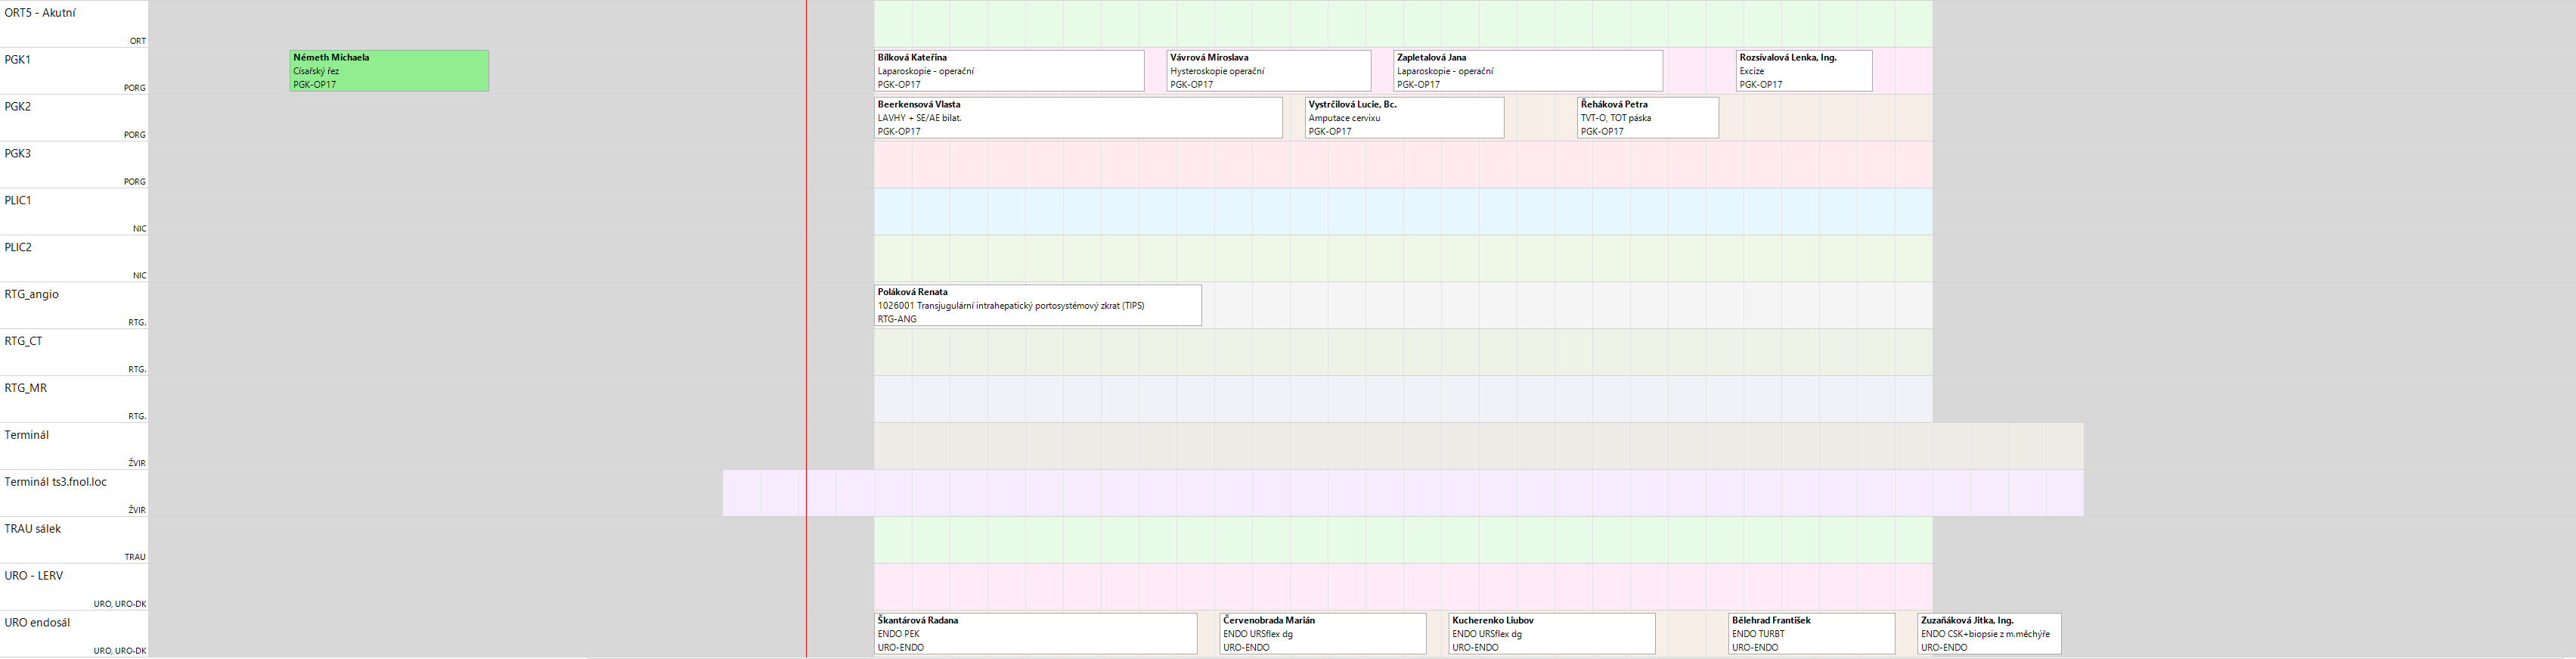 ORT5 - Akutní
ORT
PGK1
PORG
Németh Michaela
Císařský řez
PGK-OP17
Bílková Kateřina
Laparoskopie - operační
PGK-OP17
Vávrová Miroslava
Hysteroskopie operační
PGK-OP17
Zapletalová Jana
Laparoskopie - operační
PGK-OP17
Rozsívalová Lenka, Ing.
Excize
PGK-OP17
PGK2
PORG
Beerkensová Vlasta
LAVHY + SE/AE bilat.
PGK-OP17
Vystrčilová Lucie, Bc.
Amputace cervixu
PGK-OP17
Řeháková Petra
TVT-O, TOT páska
PGK-OP17
PGK3
PORG
PLIC1
NIC
PLIC2
NIC
RTG_angio
RTG.
Poláková Renata
1026001 Transjugulární intrahepatický portosystémový zkrat (TIPS)
RTG-ANG
RTG_CT
RTG.
RTG_MR
RTG.
Terminál
ŽVIR
Terminál ts3.fnol.loc
ŽVIR
TRAU sálek
TRAU
URO - LERV
URO, URO-DK
URO endosál
URO, URO-DK
Škantárová Radana
ENDO PEK
URO-ENDO
Červenobrada Marián
ENDO URSflex dg
URO-ENDO
Kucherenko Liubov
ENDO URSflex dg
URO-ENDO
Bělehrad František
ENDO TURBT
URO-ENDO
Zuzaňáková Jitka, Ing.
ENDO CSK+biopsie z m.měchýře
URO-ENDO